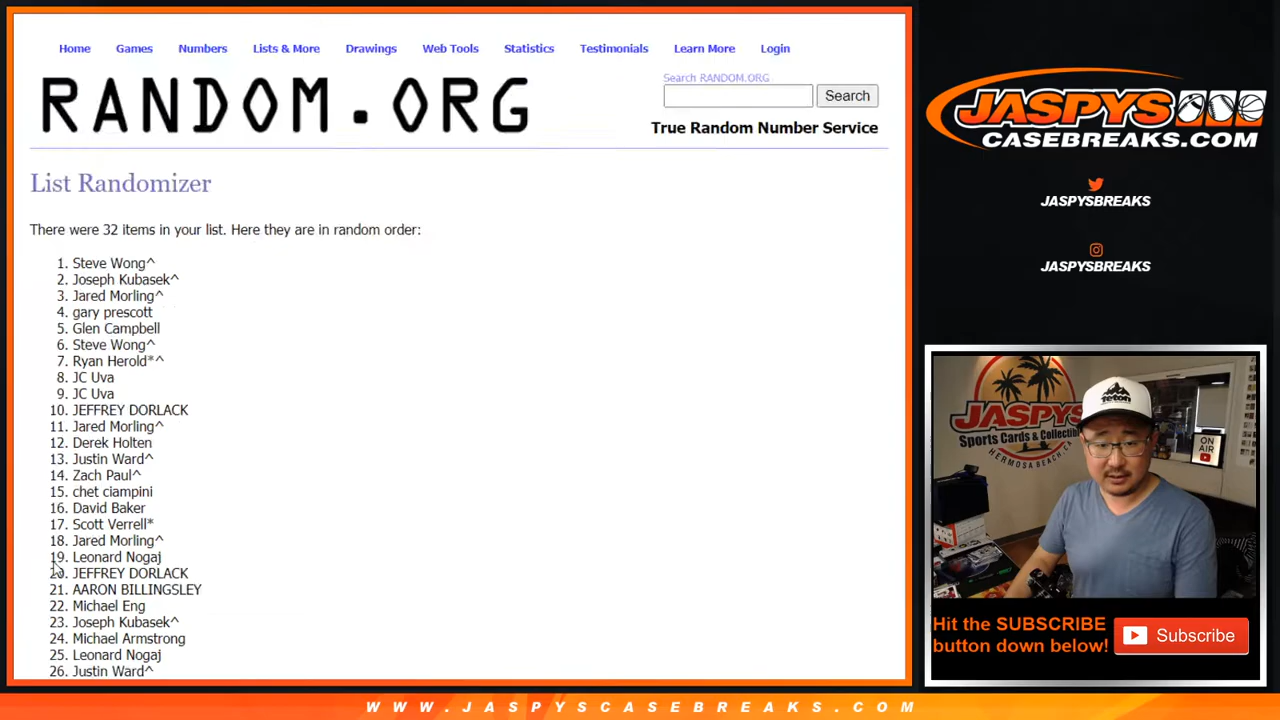 Home Games Numbers Lists & More Drawings Web Tools Statistics Testimonials Learn More Login
RANDOM.ORG
Search RANDOM.ORG
Search
True Random Number Service
List Randomizer
There were 32 items in your list. Here they are in random order:
1. Steve Wong^
2. Joseph Kubasek^
3. Jared Morling^
4. gary prescott
5. Glen Campbell
6. Steve Wong^
7. Ryan Herold*^
8. JC Uva
9. JC Uva
10. JEFFREY DORLACK
11. Jared Morling^
12. Derek Holten
13. Justin Ward^
14. Zach Paul^
15. chet ciampini
16. David Baker
17. Scott Verrell*
18. Jared Morling^
19. Leonard Nogaj
20. JEFFREY DORLACK
21. AARON BILLINGSLEY
22. Michael Eng
23. Joseph Kubasek^
24. Michael Armstrong
25. Leonard Nogaj
26. Justin Ward^
JASPYS
CASEBREAKS.COM
JASPYSBREAKS
JASPYSBREAKS
JASPYS
Sports Cards & Collectibles
HERMOSA BEACH, CA
TETON
ON AIR
Hit the SUBSCRIBE
button down below!
Subscribe
WWW.JASPYSCASEBREAKS.COM